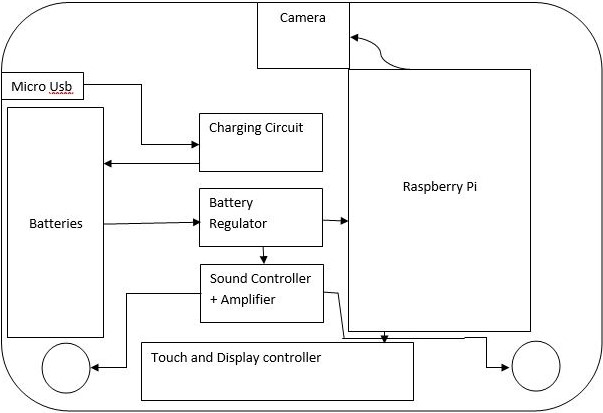 Camera
Micro Usb
Charging Circuit
Raspberry Pi
Batteries
Battery
Regulator
Sound Controller
+ Amplifier
Touch and Display controller